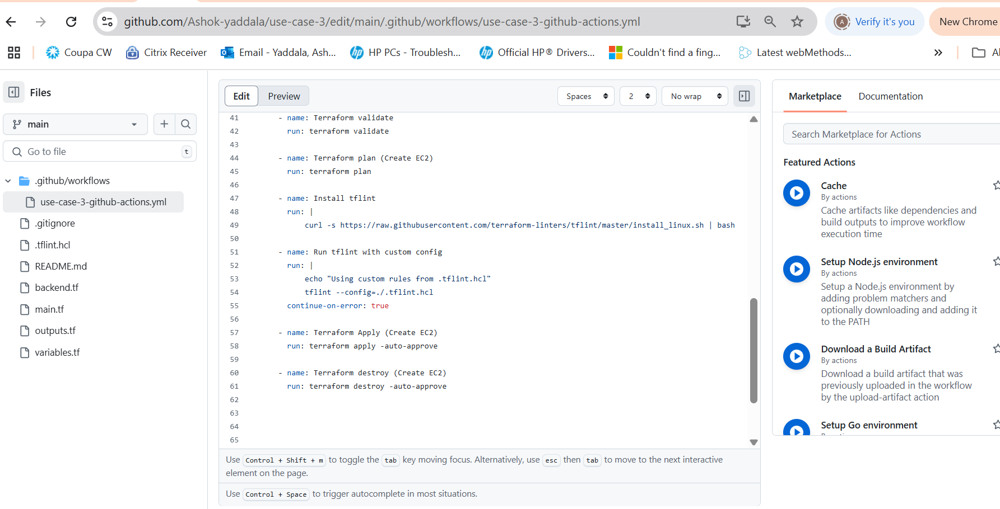 github.com/Ashok-yaddala/use-case-3/edit/main/.github/workflows/use-case-3-github-actions.yml
A
Verify it's you
New Chrome
Coupa CW
Citrix Receiver
Email - Yaddala, Ash...
HP PCs - Troublesh...
Official HP® Drivers...
Couldn't find a fing...
Latest webMethods...
Files
main
Go to file
t
.github/workflows
use-case-3-github-actions.yml
.gitignore
.tflint.hcl
README.md
backend.tf
main.tf
outputs.tf
variables.tf
Edit
Preview
Spaces
2
No wrap
41 - name: Terraform validate
42 run: terraform validate
43
44 - name: Terraform plan (Create EC2)
45 run: terraform plan
46
47 - name: Install tflint
48 run: |
49 curl -s https://raw.githubusercontent.com/terraform-linters/tflint/master/install_linux.sh | bash
50
51 - name: Run tflint with custom config
52 run: |
53 echo "Using custom rules from .tflint.hcl"
54 tflint --config=./.tflint.hcl
55 continue-on-error: true
56
57 - name: Terraform Apply (Create EC2)
58 run: terraform apply -auto-approve
59
60 - name: Terraform destroy (Create EC2)
61 run: terraform destroy -auto-approve
62
63
64
65
Use Control + Shift + m to toggle the tab key moving focus. Alternatively, use esc then tab to move to the next interactive
element on the page.
Use Control + Space to trigger autocomplete in most situations.
Marketplace
Documentation
Search Marketplace for Actions
Featured Actions
Cache
By actions
Cache artifacts like dependencies and
build outputs to improve workflow
execution time
Setup Node.js environment
By actions
Setup a Node.js environment by
adding problem matchers and
optionally downloading and adding it
to the PATH
Download a Build Artifact
By actions
Download a build artifact that was
previously uploaded in the workflow
by the upload-artifact action
Setup Go environment